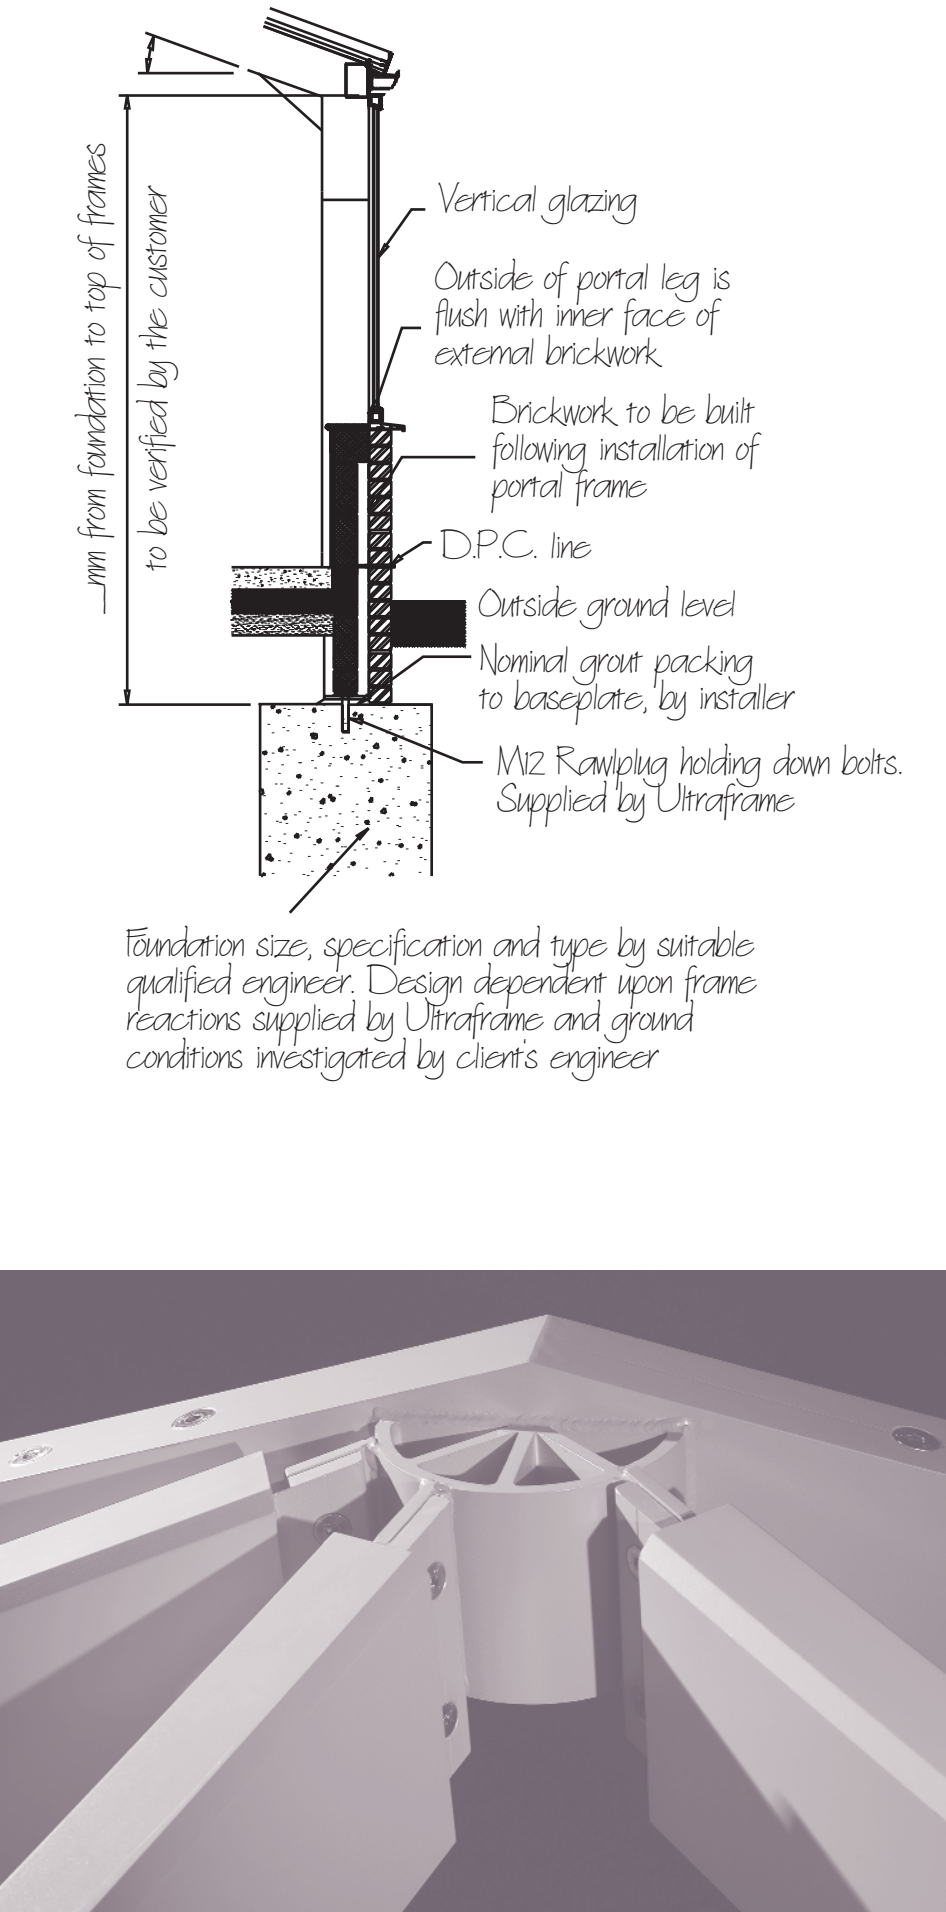 __mm from foundation to top of frames
to be verified by the customer
Vertical glazing
Outside of portal leg is
flush with inner face of
external brickwork
Brickwork to be built
following installation of
portal frame
D.P.C. line
Outside ground level
Nominal grout packing
to baseplate, by installer
M12 Rawlplug holding down bolts.
Supplied by Ultraframe
Foundation size, specification and type by suitable
qualified engineer. Design dependent upon frame
reactions supplied by Ultraframe and ground
conditions investigated by client's engineer